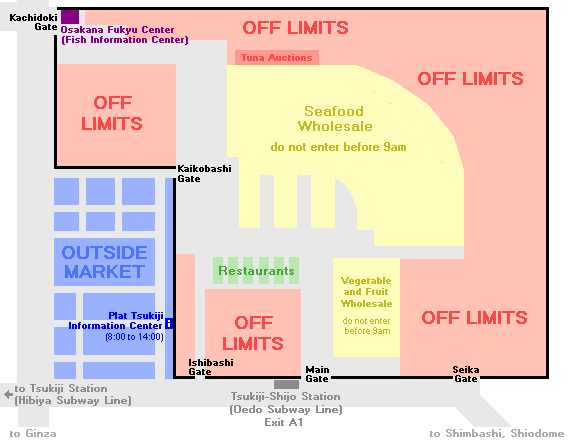 Kachidoki
Gate
Osakana Fukyu Center
(Fish Information Center)
OFF LIMITS
Tuna Auctions
OFF LIMITS
OFF
LIMITS
Seafood
Wholesale
do not enter before 9am
Kaikobashi
Gate
OUTSIDE
MARKET
Restaurants
Vegetable
and Fruit
Wholesale
do not enter
before 9am
Plat Tsukiji
Information Center
(8:00 to 14:00)
i
OFF
LIMITS
OFF LIMITS
Ishibashi
Gate
Main
Gate
Seika
Gate
to Tsukiji Station
(Hibiya Subway Line)
Tsukiji-Shijo Station
(Oedo Subway Line)
Exit A1
to Ginza
to Shimbashi, Shiodome